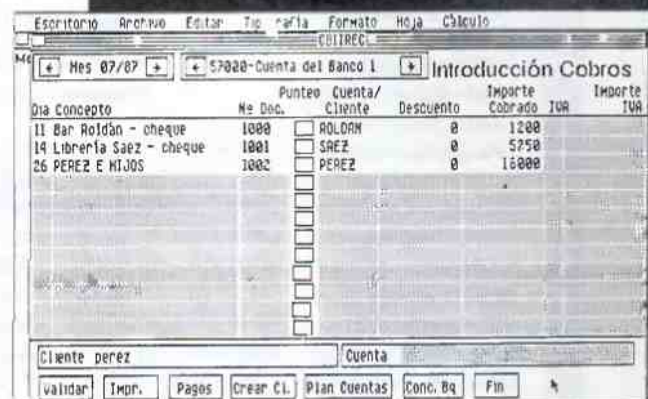 Escritorio Archivo Editar Formato Hoja Cálculo
CBIIREC
← Mes 07/87 → ← 57020-Cuenta del Banco 1 → Introducción Cobros
Punteo Cuenta/ Importe Importe
Dia Concepto Nº Doc. Cliente Descuento Cobrado IVA IVA
11 Bar Roldàn - cheque 1000 ROLDAN 0 1200
14 Libreria Saez - cheque 1001 SAEZ 0 5250
26 PEREZ E HIJOS 1002 PEREZ 0 16000
Cliente perez Cuenta
Validar Impr. Pagos Crear Cl. Plan Cuentas Conc. Bq Fin